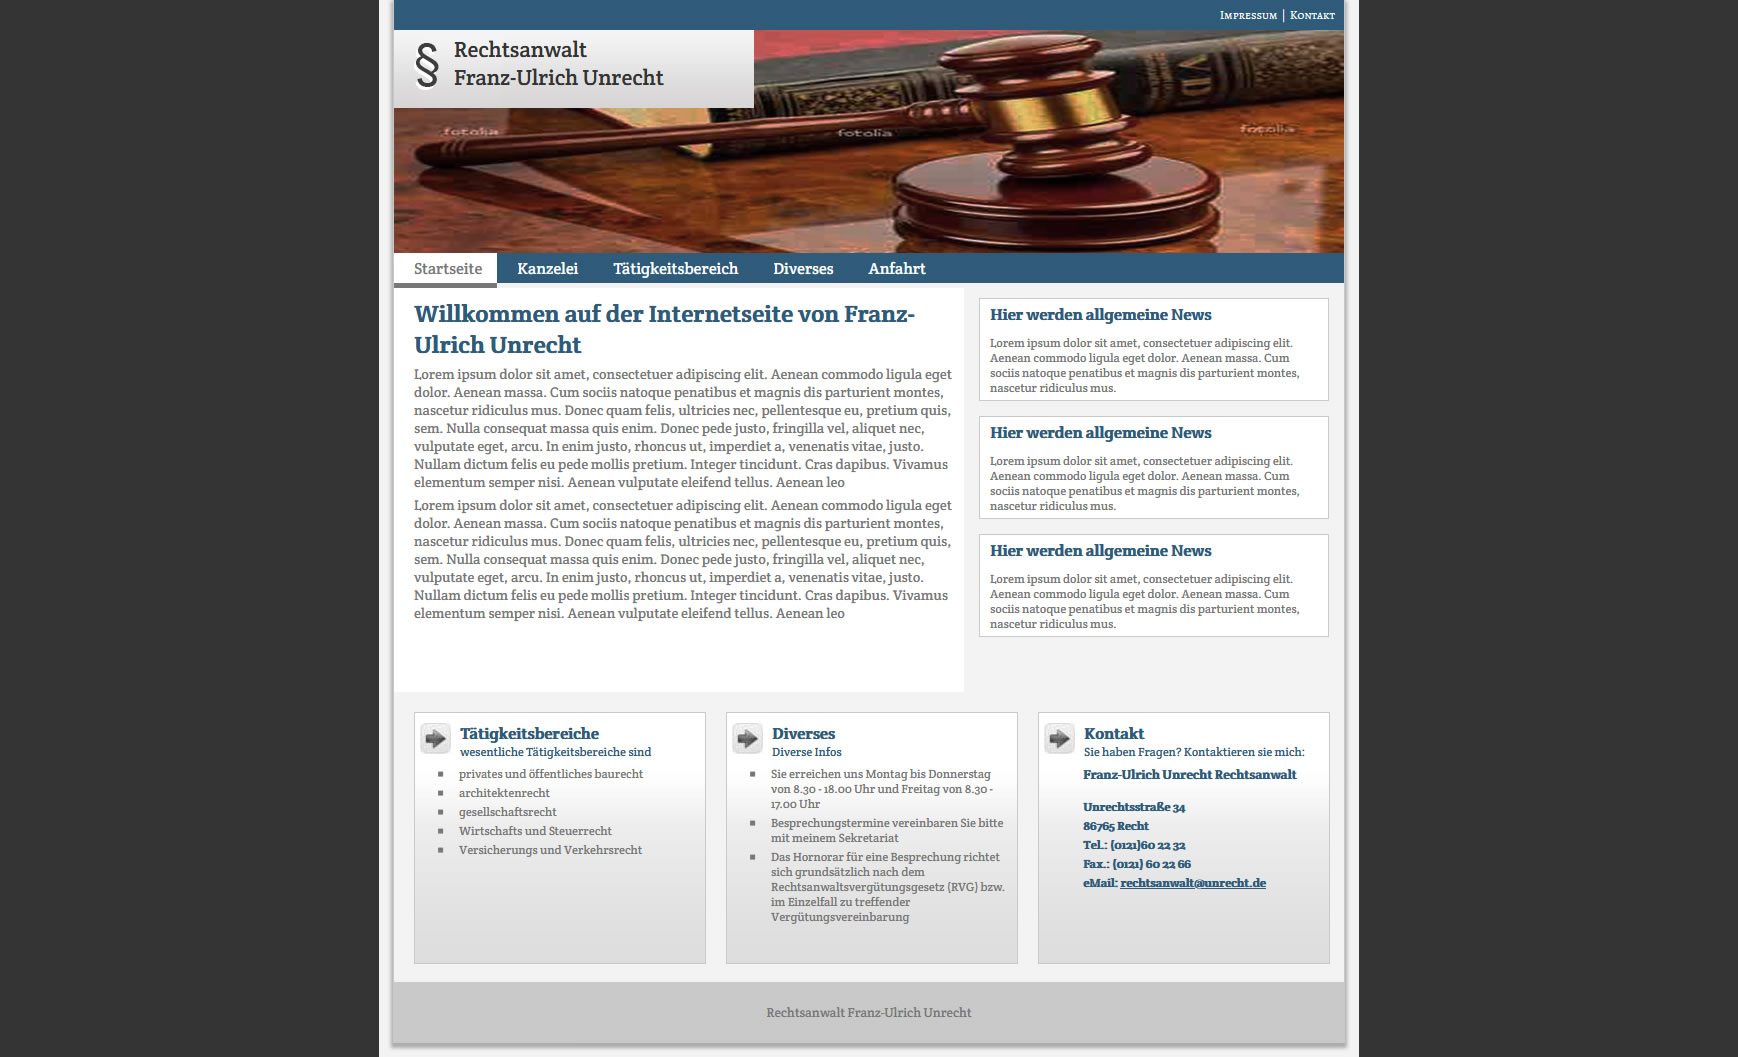 Impressum | Kontakt
§
Rechtsanwalt
Franz-Ulrich Unrecht
VD
fotolia
fotolia
fotolia
Startseite Kanzelei Tätigkeitsbereich Diverses Anfahrt
Willkommen auf der Internetseite von Franz-
Ulrich Unrecht
Lorem ipsum dolor sit amet, consectetuer adipiscing elit. Aenean commodo ligula eget
dolor. Aenean massa. Cum sociis natoque penatibus et magnis dis parturient montes,
nascetur ridiculus mus. Donec quam felis, ultricies nec, pellentesque eu, pretium quis,
sem. Nulla consequat massa quis enim. Donec pede justo, fringilla vel, aliquet nec,
vulputate eget, arcu. In enim justo, rhoncus ut, imperdiet a, venenatis vitae, justo.
Nullam dictum felis eu pede mollis pretium. Integer tincidunt. Cras dapibus. Vivamus
elementum semper nisi. Aenean vulputate eleifend tellus. Aenean leo
Lorem ipsum dolor sit amet, consectetuer adipiscing elit. Aenean commodo ligula eget
dolor. Aenean massa. Cum sociis natoque penatibus et magnis dis parturient montes,
nascetur ridiculus mus. Donec quam felis, ultricies nec, pellentesque eu, pretium quis,
sem. Nulla consequat massa quis enim. Donec pede justo, fringilla vel, aliquet nec,
vulputate eget, arcu. In enim justo, rhoncus ut, imperdiet a, venenatis vitae, justo.
Nullam dictum felis eu pede mollis pretium. Integer tincidunt. Cras dapibus. Vivamus
elementum semper nisi. Aenean vulputate eleifend tellus. Aenean leo
Hier werden allgemeine News
Lorem ipsum dolor sit amet, consectetuer adipiscing elit.
Aenean commodo ligula eget dolor. Aenean massa. Cum
sociis natoque penatibus et magnis dis parturient montes,
nascetur ridiculus mus.
Hier werden allgemeine News
Lorem ipsum dolor sit amet, consectetuer adipiscing elit.
Aenean commodo ligula eget dolor. Aenean massa. Cum
sociis natoque penatibus et magnis dis parturient montes,
nascetur ridiculus mus.
Hier werden allgemeine News
Lorem ipsum dolor sit amet, consectetuer adipiscing elit.
Aenean commodo ligula eget dolor. Aenean massa. Cum
sociis natoque penatibus et magnis dis parturient montes,
nascetur ridiculus mus.
Tätigkeitsbereiche
wesentliche Tätigkeitsbereiche sind
privates und öffentliches baurecht
architektenrecht
gesellschaftsrecht
Wirtschafts und Steuerrecht
Versicherungs und Verkehrsrecht
Diverses
Diverse Infos
Sie erreichen uns Montag bis Donnerstag
von 8.30 - 18.00 Uhr und Freitag von 8.30 -
17.00 Uhr
Besprechungstermine vereinbaren Sie bitte
mit meinem Sekretariat
Das Hornorar für eine Besprechung richtet
sich grundsätzlich nach dem
Rechtsanwaltsvergütungsgesetz (RVG) bzw.
im Einzelfall zu treffender
Vergütungsvereinbarung
Kontakt
Sie haben Fragen? Kontaktieren sie mich:
Franz-Ulrich Unrecht Rechtsanwalt
Unrechtsstraße 34
86765 Recht
Tel.: (0121)60 22 32
Fax.: (0121) 60 22 66
eMail: rechtsanwalt@unrecht.de
Rechtsanwalt Franz-Ulrich Unrecht